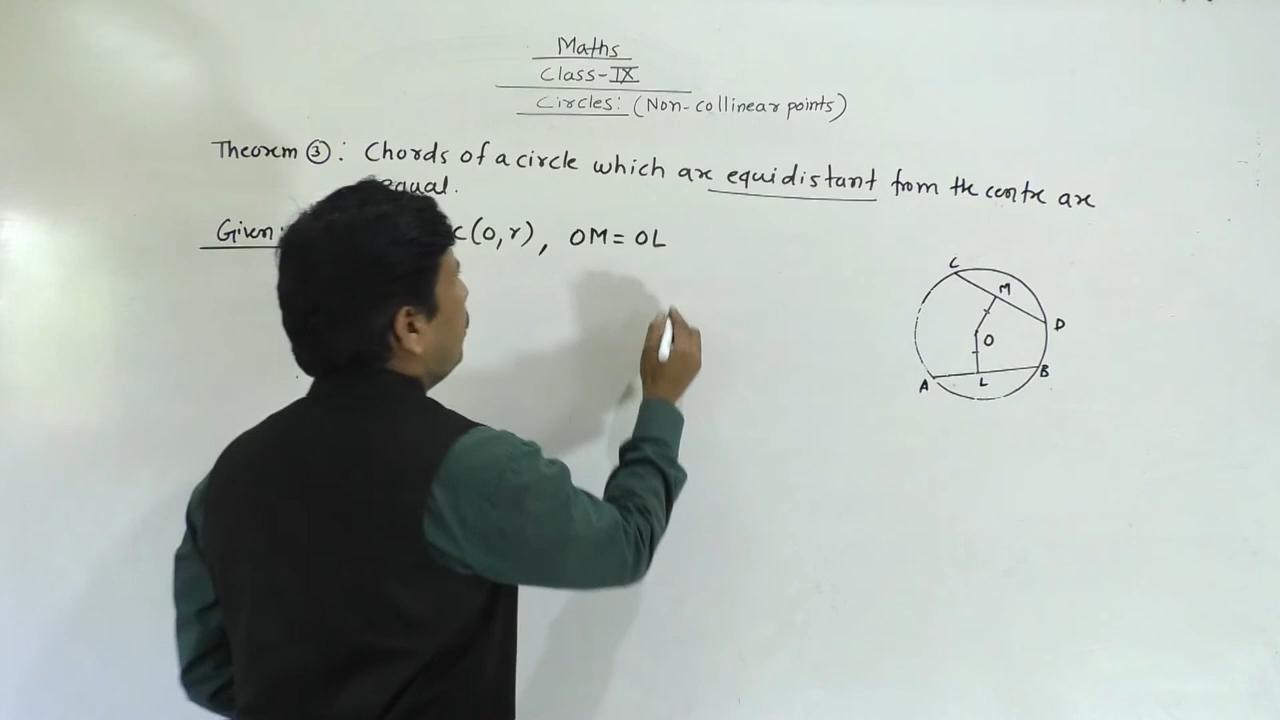 Maths
Class-IX
Circles: (Non-collinear points)
Theorem ③: Chords of a circle which are equidistant from the centre are
equal.
Given: C(O,r), OM = OL
C
M
D
O
A L B